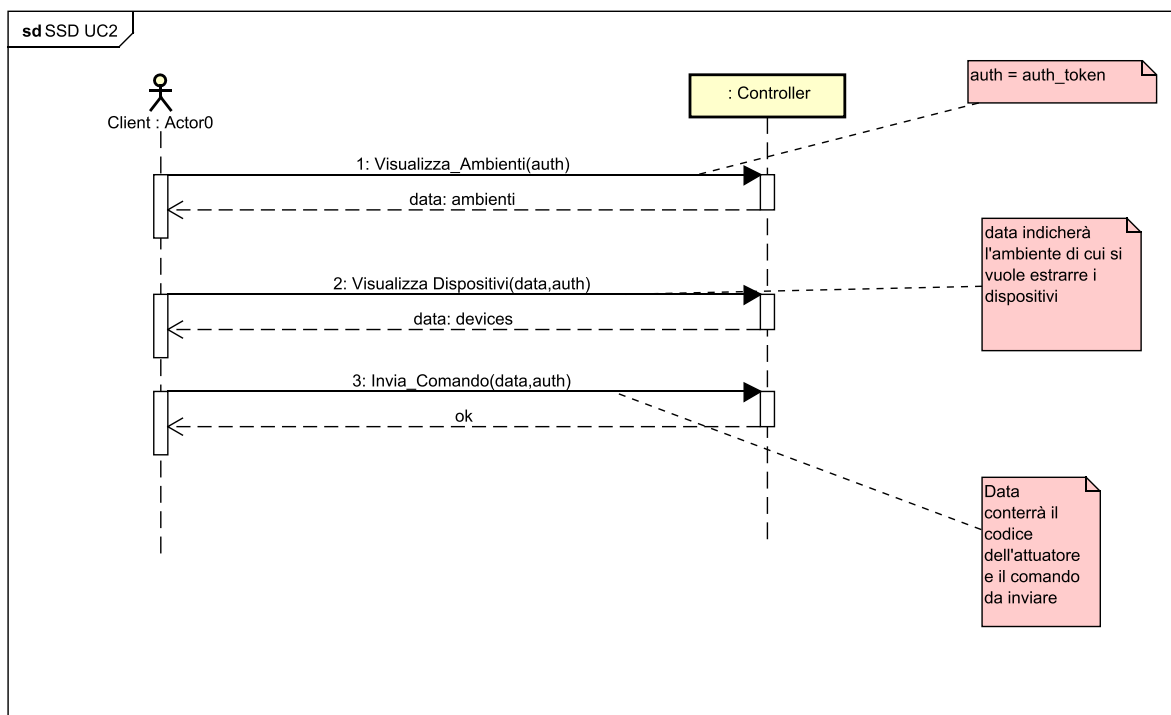 sd SSD UC2
auth = auth_token
: Controller
Client : Actor0
1: Visualizza_Ambienti(auth)
data: ambienti
data indicherà
l'ambiente di cui si
vuole estrarre i
dispositivi
2: Visualizza Dispositivi(data,auth)
data: devices
3: Invia_Comando(data,auth)
ok
Data
conterrà il
codice
dell'attuatore
e il comando
da inviare